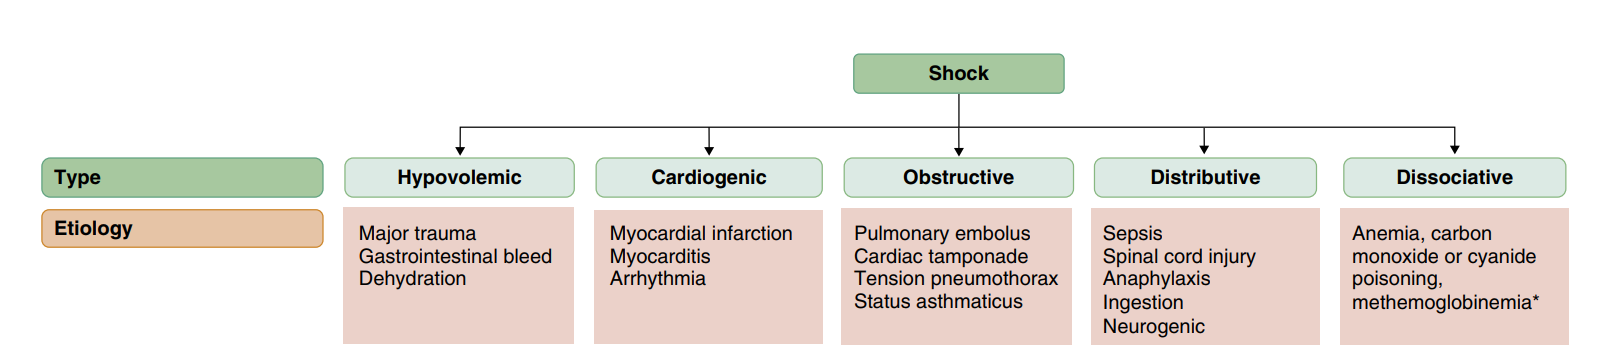 Shock
Type
Hypovolemic
Cardiogenic
Obstructive
Distributive
Dissociative
Etiology
Major trauma
Gastrointestinal bleed
Dehydration
Myocardial infarction
Myocarditis
Arrhythmia
Pulmonary embolus
Cardiac tamponade
Tension pneumothorax
Status asthmaticus
Sepsis
Spinal cord injury
Anaphylaxis
Ingestion
Neurogenic
Anemia, carbon
monoxide or cyanide
poisoning,
methemoglobinemia*